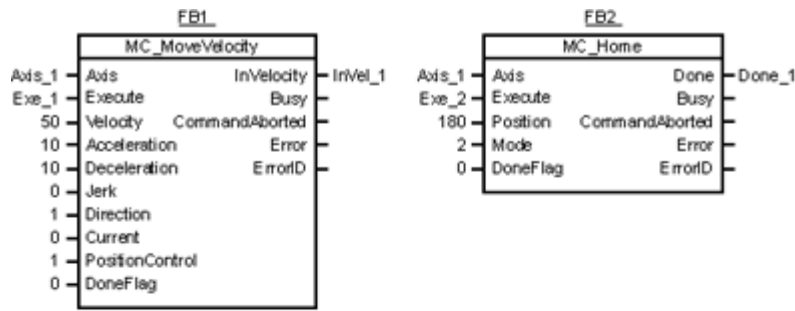 FB1
MC_MoveVelocity
Axis_1 Axis InVelocity InVel_1
Exe_1 Execute Busy
50 Velocity CommandAborted
10 Acceleration Error
10 Deceleration ErrorID
0 Jerk
1 Direction
0 Current
1 PositionControl
0 DoneFlag
FB2
MC_Home
Axis_1 Axis Done Done_1
Exe_2 Execute Busy
180 Position CommandAborted
2 Mode Error
0 DoneFlag ErrorID